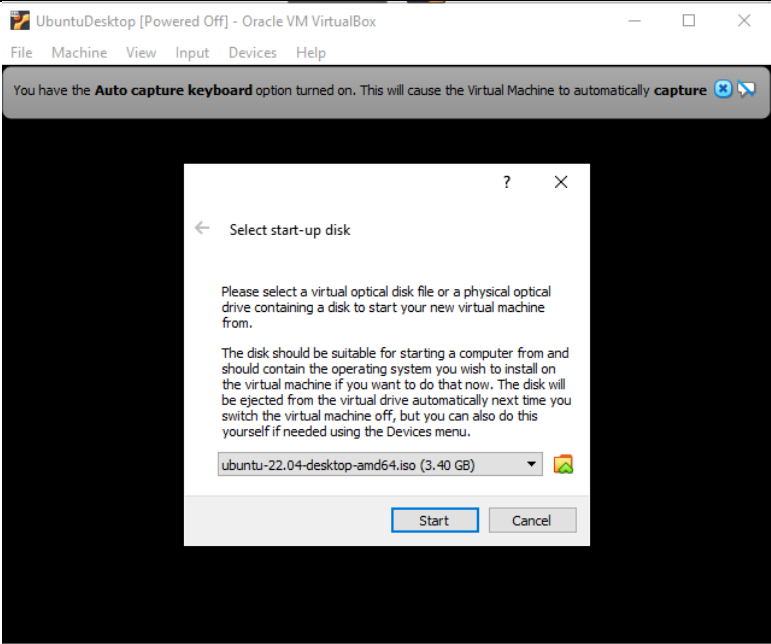 UbuntuDesktop [Powered Off] - Oracle VM VirtualBox
File Machine View Input Devices Help
You have the Auto capture keyboard option turned on. This will cause the Virtual Machine to automatically capture
?
Select start-up disk
Please select a virtual optical disk file or a physical optical
drive containing a disk to start your new virtual machine
from.
The disk should be suitable for starting a computer from and
should contain the operating system you wish to install on
the virtual machine if you want to do that now. The disk will
be ejected from the virtual drive automatically next time you
switch the virtual machine off, but you can also do this
yourself if needed using the Devices menu.
ubuntu-22.04-desktop-amd64.iso (3.40 GB)
Start Cancel